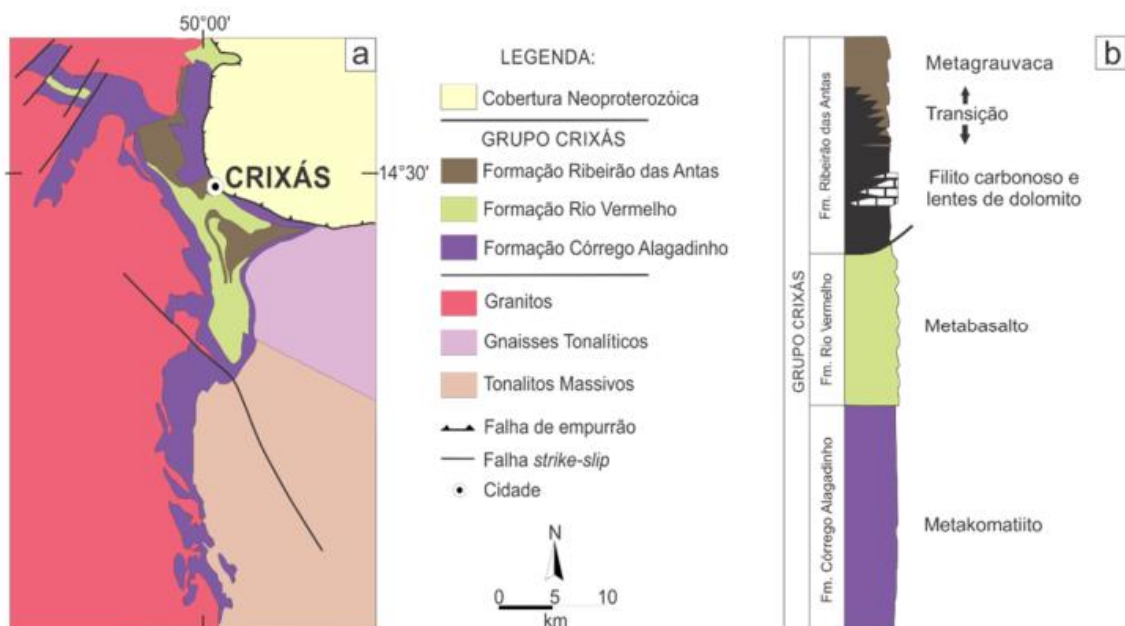 50°00'
a
CRIXÁS
14°30'
LEGENDA:
Cobertura Neoproterozóica
GRUPO CRIXÁS
Formação Ribeirão das Antas
Formação Rio Vermelho
Formação Córrego Alagadinho
Granitos
Gnaisses Tonalíticos
Tonalitos Massivos
Falha de empurrão
Falha strike-slip
Cidade
N
0 5 10
km
b
GRUPO CRIXÁS
Fm. Ribeirão das Antas
Fm. Rio Vermelho
Fm. Córrego Alagadinho
Metagrauvaca
Transição
Filito carbonoso e
lentes de dolomito
Metabasalto
Metakomatiito